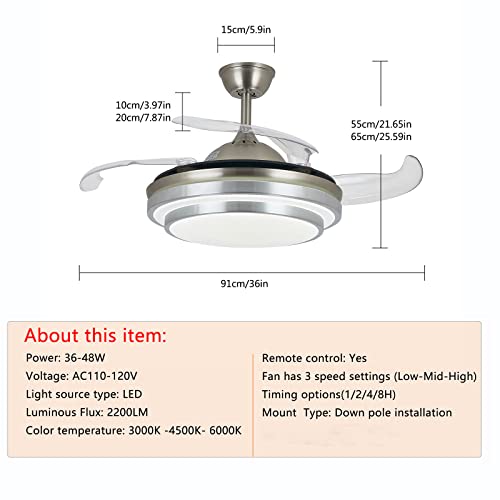 15cm/5.9in
10cm/3.97in
20cm/7.87in
55cm/21.65in
65cm/25.59in
91cm/36in
About this item:
Power: 36-48W
Voltage: AC110-120V
Light source type: LED
Luminous Flux: 2200LM
Color temperature: 3000K -4500K- 6000K
Remote control: Yes
Fan has 3 speed settings (Low-Mid-High)
Timing options(1/2/4/8H)
Mount Type: Down pole installation